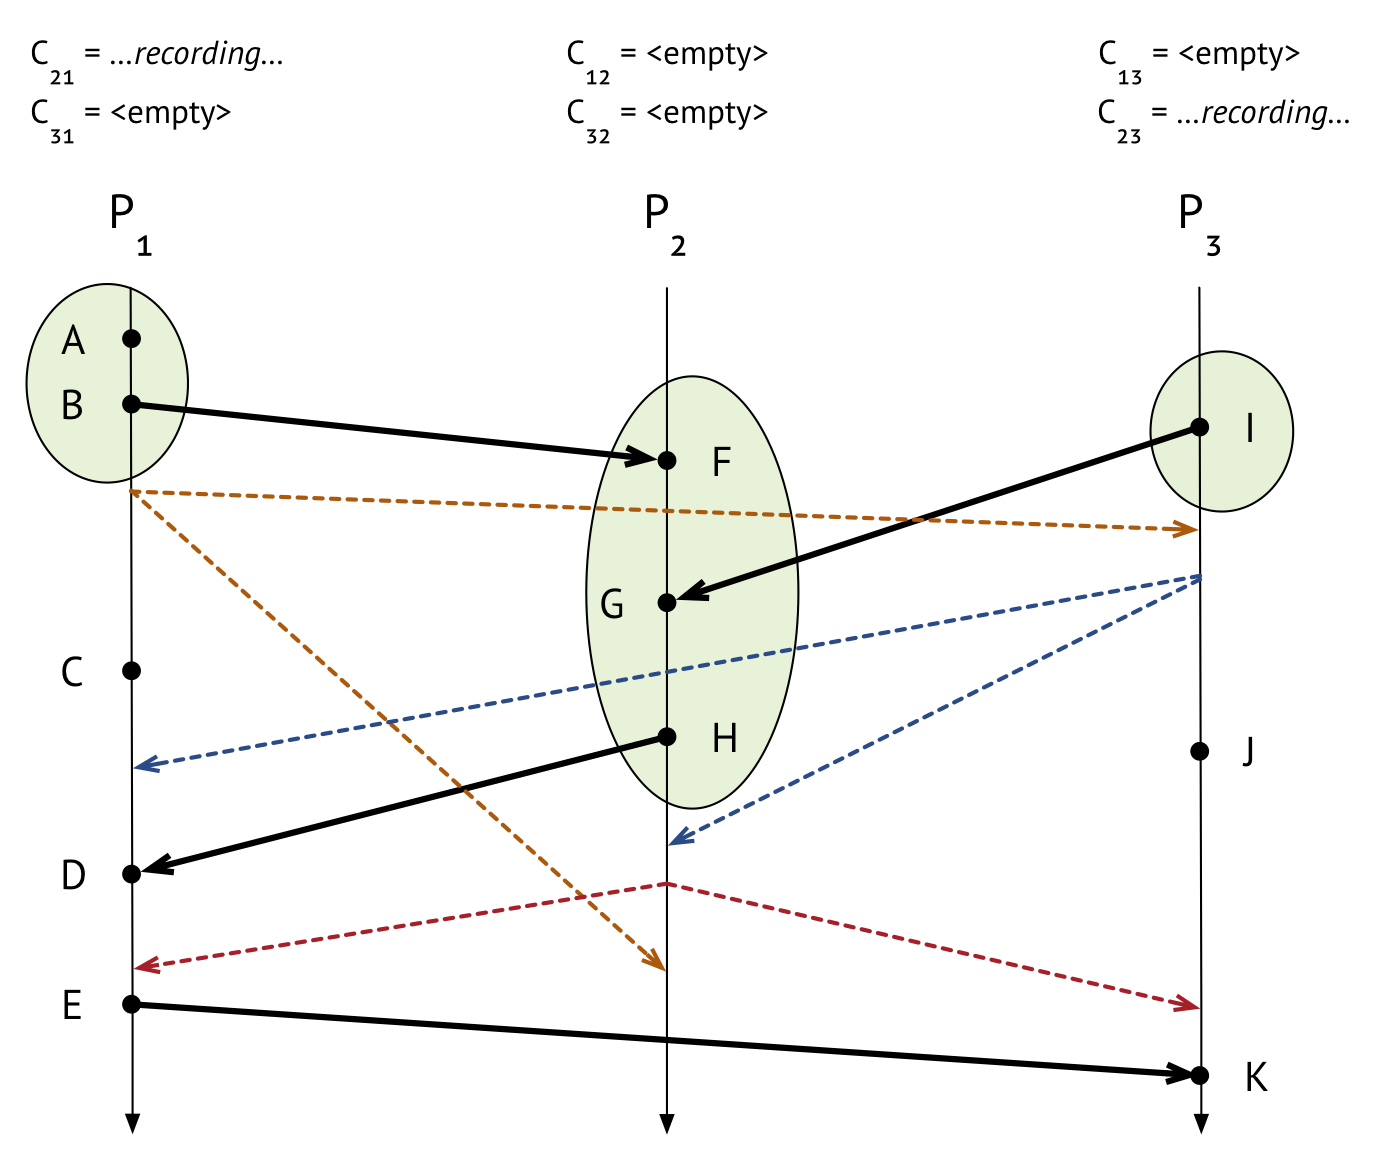 C21 = ...recording... C12 = <empty> C13 = <empty>
C31 = <empty> C32 = <empty> C23 = ...recording...
P1 P2 P3
A
B
I
F
G
C
H
J
D
E
K